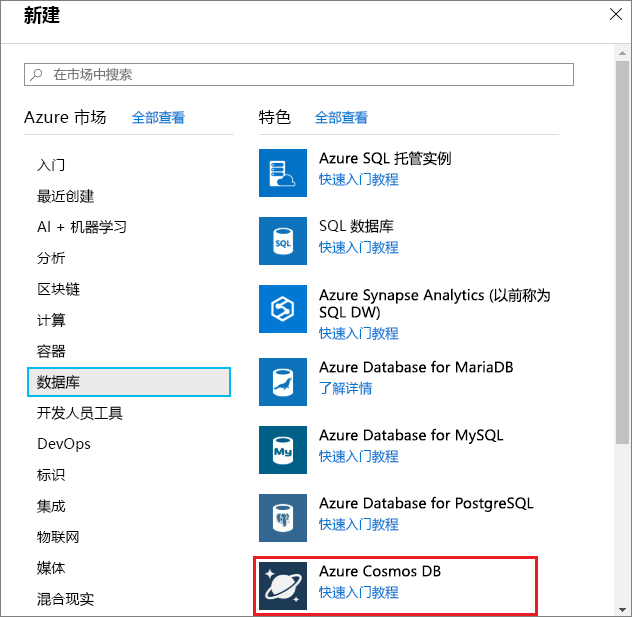 新建
在市场中搜索
Azure 市场 全部查看
入门
最近创建
AI + 机器学习
分析
区块链
计算
容器
数据库
开发人员工具
DevOps
标识
集成
物联网
媒体
混合现实
特色 全部查看
Azure SQL 托管实例
快速入门教程
SQL
SQL 数据库
快速入门教程
Azure Synapse Analytics (以前称为
SQL DW)
快速入门教程
Azure Database for MariaDB
了解详情
My
Azure Database for MySQL
快速入门教程
Azure Database for PostgreSQL
快速入门教程
Azure Cosmos DB
快速入门教程